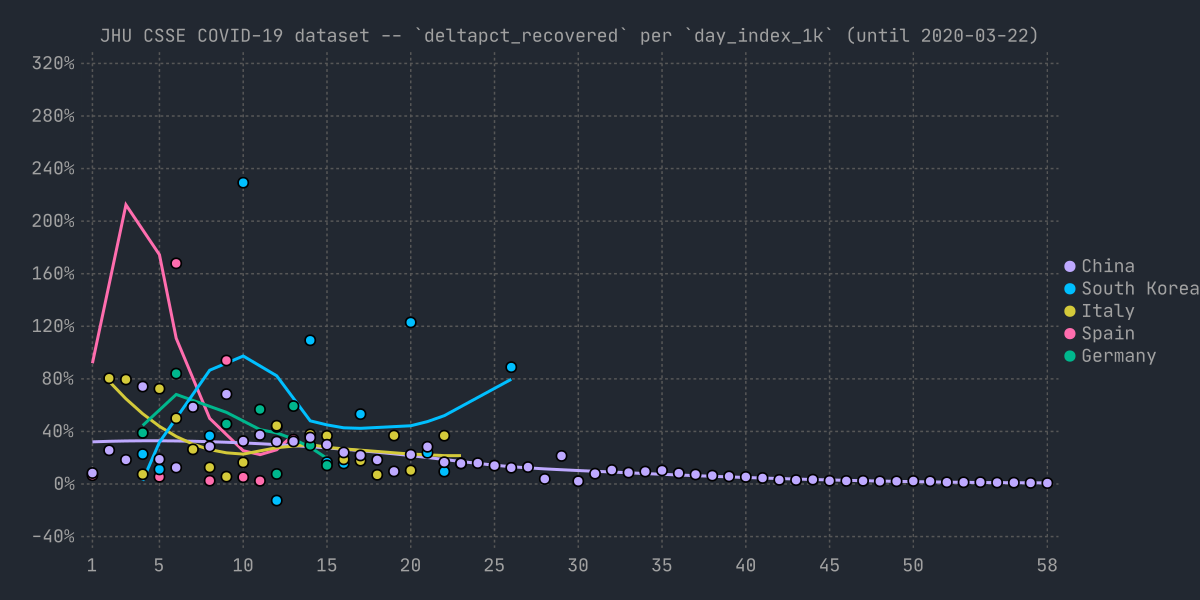 JHU CSSE COVID-19 dataset -- `deltapct_recovered` per `day_index_1k` (until 2020-03-22)
320%
280%
240%
200%
160%
120%
80%
40%
0%
−40%
1 5 10 15 20 25 30 35 40 45 50 58
China
South Korea
Italy
Spain
Germany